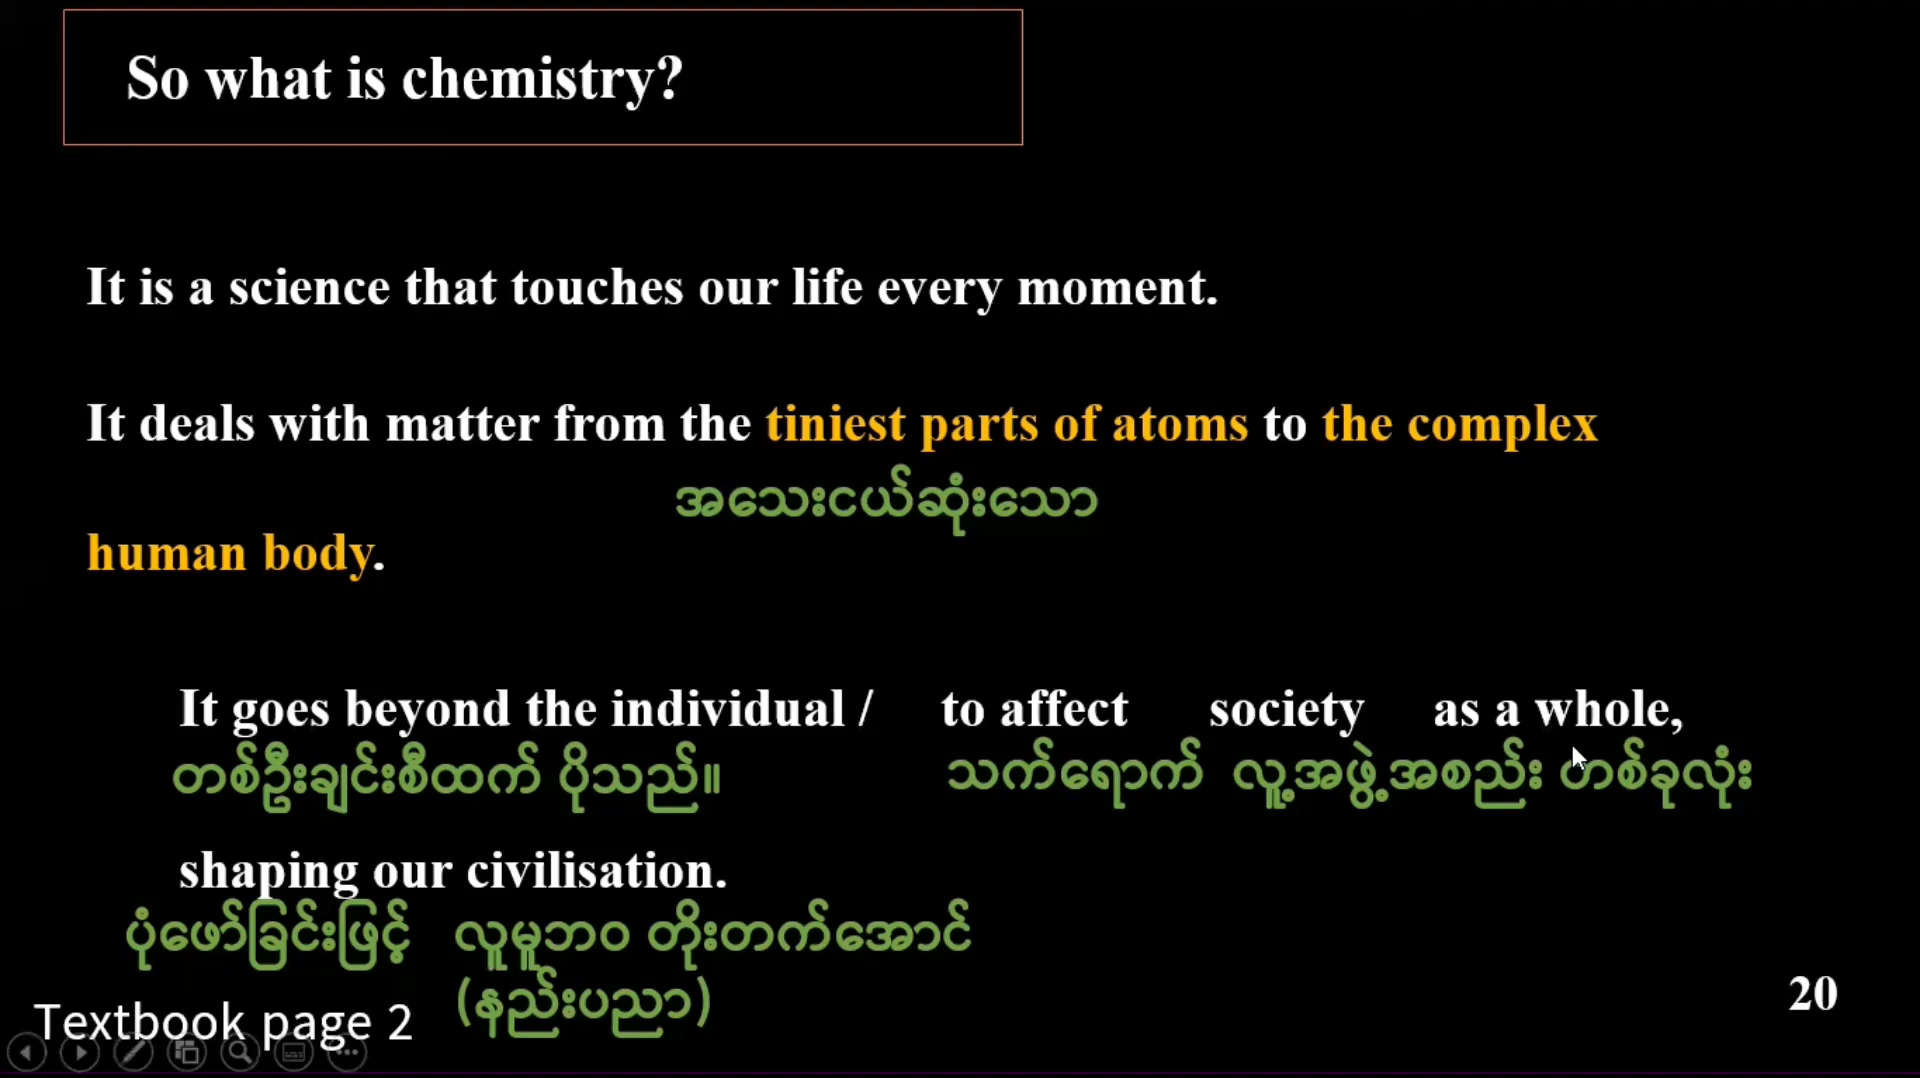 So what is chemistry?
It is a science that touches our life every moment.
It deals with matter from the tiniest parts of atoms to the complex
အသေးငယ်ဆုံးသော
human body.
It goes beyond the individual / to affect society as a whole,
တစ်ဦးချင်းစီထက် ပိုသည်။ သက်ရောက် လူ့အဖွဲ့အစည်း တစ်ခုလုံး
shaping our civilisation.
ပုံဖော်ခြင်းဖြင့် လူမှုဘဝ တိုးတက်အောင်
(နည်းပညာ)
Textbook page 2
20